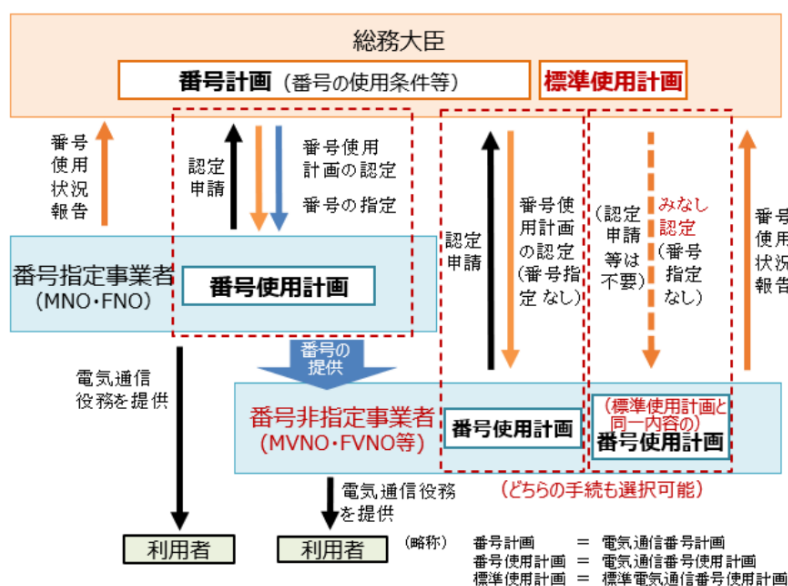 総務大臣
番号計画（番号の使用条件等）
標準使用計画
番号
使用
状況
報告
認定
申請
番号使用
計画の認定
番号の指定
認定
申請
番号使
用計画
の認定
(番号指
定なし)
(認定
申請
等は
不要)
みなし
認定
(番号
指定
なし)
番号
使用
状況
報告
番号指定事業者
(MNO・FNO)
番号使用計画
番号の
提供
電気通信
役務を提供
番号非指定事業者
(MVNO・FVNO等)
番号使用計画
(標準使用計画と
同一内容の)
番号使用計画
(どちらの手続も選択可能)
電気通信役務
を提供
利用者
利用者
(略称) 番号計画 = 電気通信番号計画
番号使用計画 = 電気通信番号使用計画
標準使用計画 = 標準電気通信番号使用計画